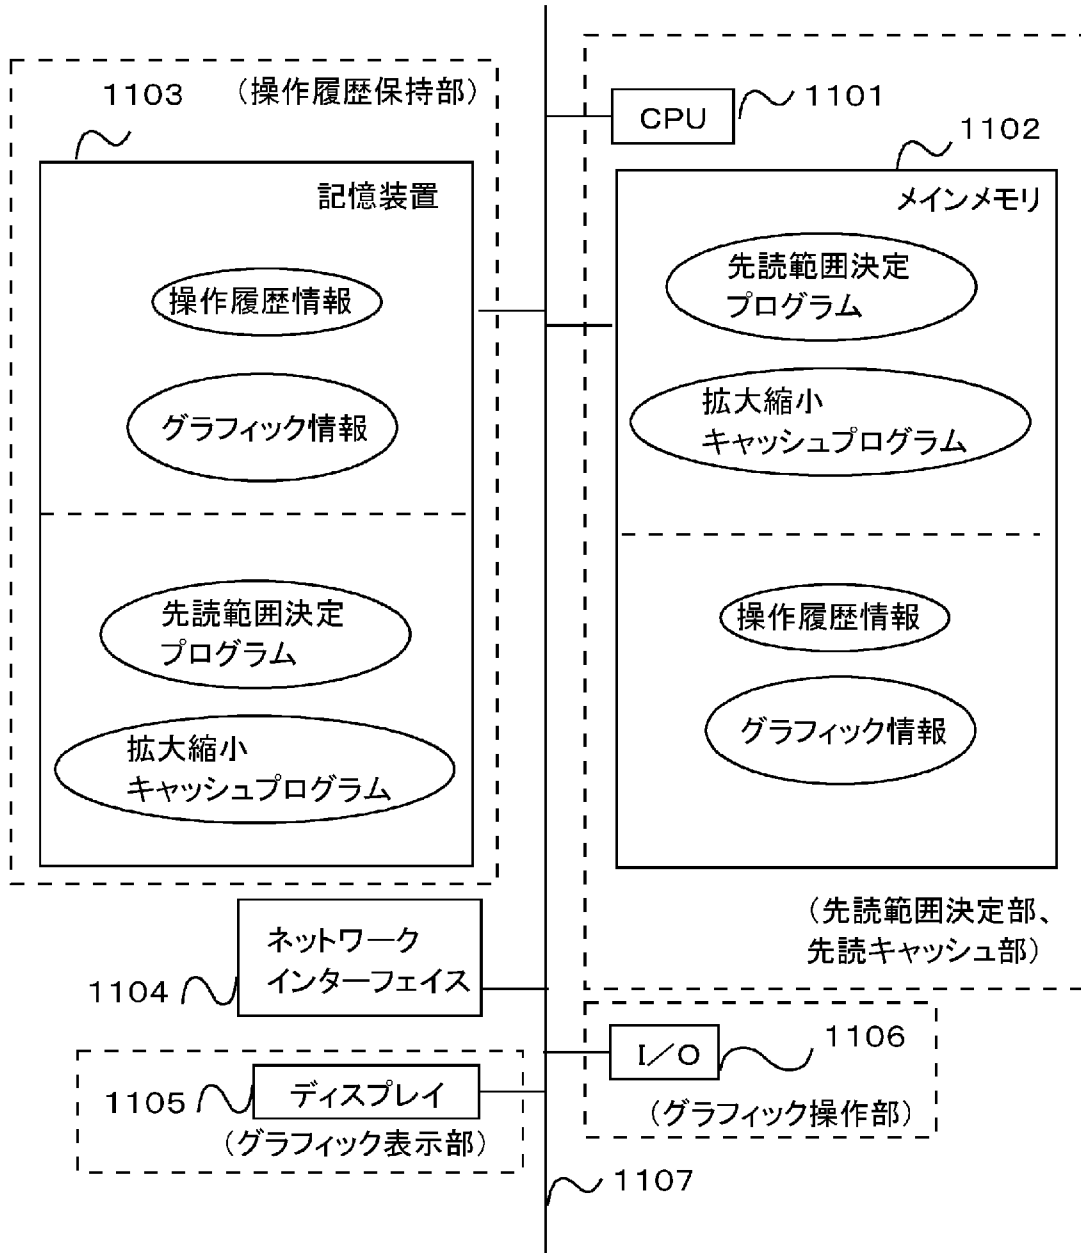 1103
(操作履歴保持部)
記憶装置
操作履歴情報
グラフィック情報
先読範囲決定
プログラム
拡大縮小
キャッシュプログラム
CPU
1101
1102
メインメモリ
先読範囲決定
プログラム
拡大縮小
キャッシュプログラム
操作履歴情報
グラフィック情報
(先読範囲決定部、
先読キャッシュ部)
ネットワーク
インターフェイス
1104
I/O
1106
(グラフィック操作部)
1105
ディスプレイ
(グラフィック表示部)
1107